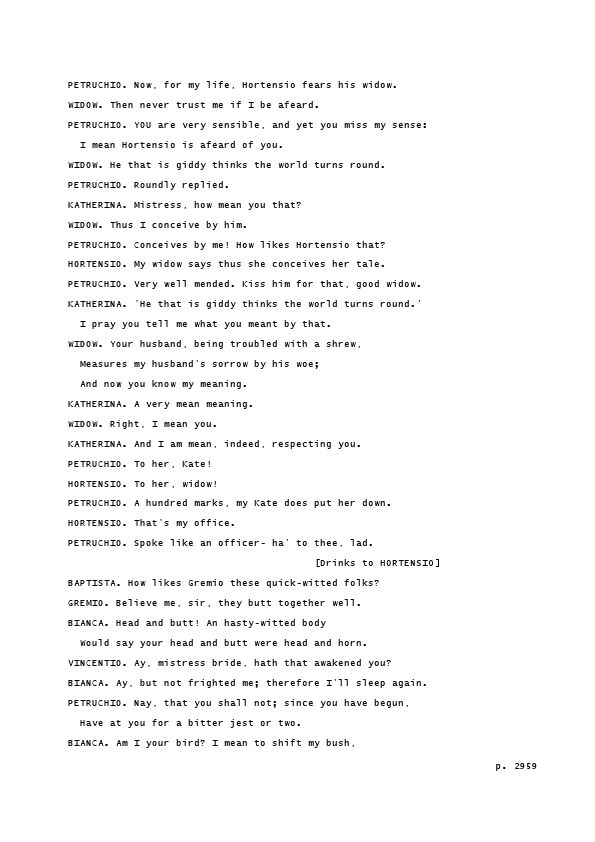 PETRUCHIO. Now, for my life, Hortensio fears his widow.
WIDOW. Then never trust me if I be afeard.
PETRUCHIO. YOU are very sensible, and yet you miss my sense:
I mean Hortensio is afeard of you.
WIDOW. He that is giddy thinks the world turns round.
PETRUCHIO. Roundly replied.
KATHERINA. Mistress, how mean you that?
WIDOW. Thus I conceive by him.
PETRUCHIO. Conceives by me! How likes Hortensio that?
HORTENSIO. My widow says thus she conceives her tale.
PETRUCHIO. Very well mended. Kiss him for that, good widow.
KATHERINA. 'He that is giddy thinks the world turns round.'
I pray you tell me what you meant by that.
WIDOW. Your husband, being troubled with a shrew,
Measures my husband's sorrow by his woe;
And now you know my meaning.
KATHERINA. A very mean meaning.
WIDOW. Right, I mean you.
KATHERINA. And I am mean, indeed, respecting you.
PETRUCHIO. To her, Kate!
HORTENSIO. To her, widow!
PETRUCHIO. A hundred marks, my Kate does put her down.
HORTENSIO. That's my office.
PETRUCHIO. Spoke like an officer- ha' to thee, lad.
[Drinks to HORTENSIO]
BAPTISTA. How likes Gremio these quick-witted folks?
GREMIO. Believe me, sir, they butt together well.
BIANCA. Head and butt! An hasty-witted body
Would say your head and butt were head and horn.
VINCENTIO. Ay, mistress bride, hath that awakened you?
BIANCA. Ay, but not frighted me; therefore I'll sleep again.
PETRUCHIO. Nay, that you shall not; since you have begun,
Have at you for a bitter jest or two.
BIANCA. Am I your bird? I mean to shift my bush,
p. 2959